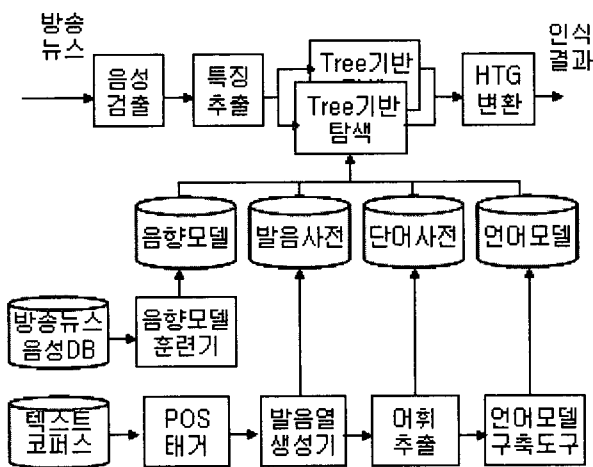 방송
뉴스
음성
검출
특징
추출
Tree기반
Tree기반
탐색
HTG
변환
인식
결과
음향모델
발음사전
단어사전
언어모델
방송뉴스
음성DB
음향모델
훈련기
텍스트
코퍼스
POS
태거
발음열
생성기
어휘
추출
언어모델
구축도구